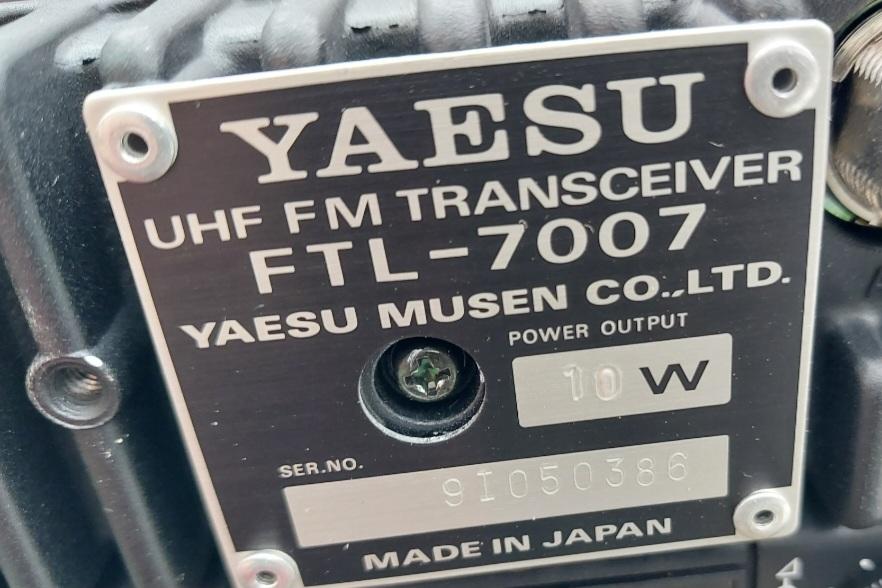 YAESU
UHF FM TRANSCEIVER
FTL-7007
YAESU MUSEN CO.,LTD.
POWER OUTPUT
10 W
SER.NO.
9I050386
MADE IN JAPAN